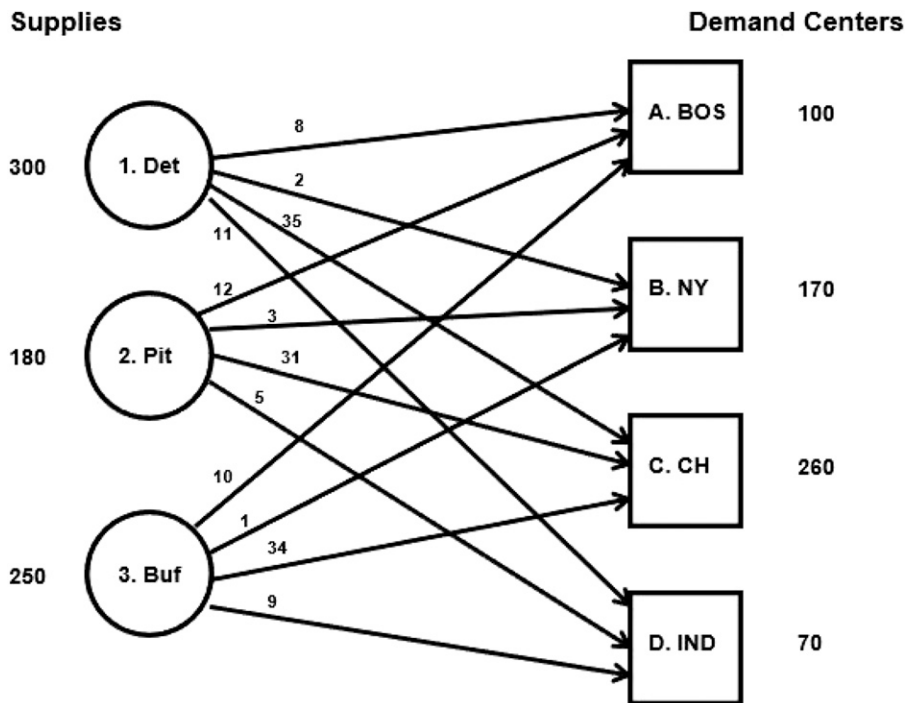 Supplies
Demand Centers
A. BOS
100
8
300
1. Det
2
35
11
B. NY
170
12
3
180
2. Pit
31
5
C. CH
260
10
1
34
250
3. Buf
9
D. IND
70